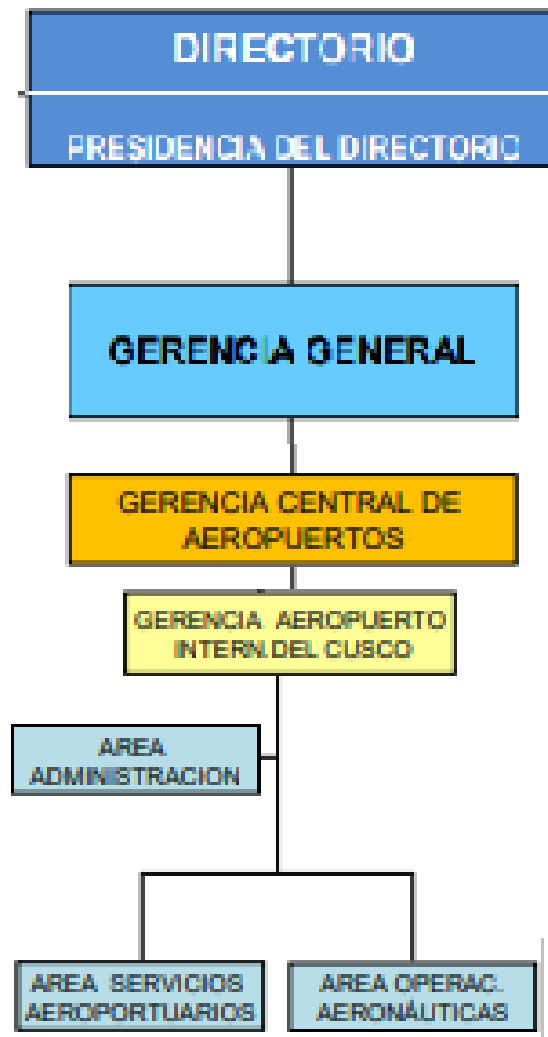 DIRECTORIO
PRESIDENCIA DEL DIRECTORIO
GERENCIA GENERAL
GERENCIA CENTRAL DE
AEROPUERTOS
GERENCIA AEROPUERTO
INTERN.DEL CUSCO
AREA
ADMINISTRACION
AREA SERVICIOS
AEROPORTUARIOS
AREA OPERAC.
AERONÁUTICAS